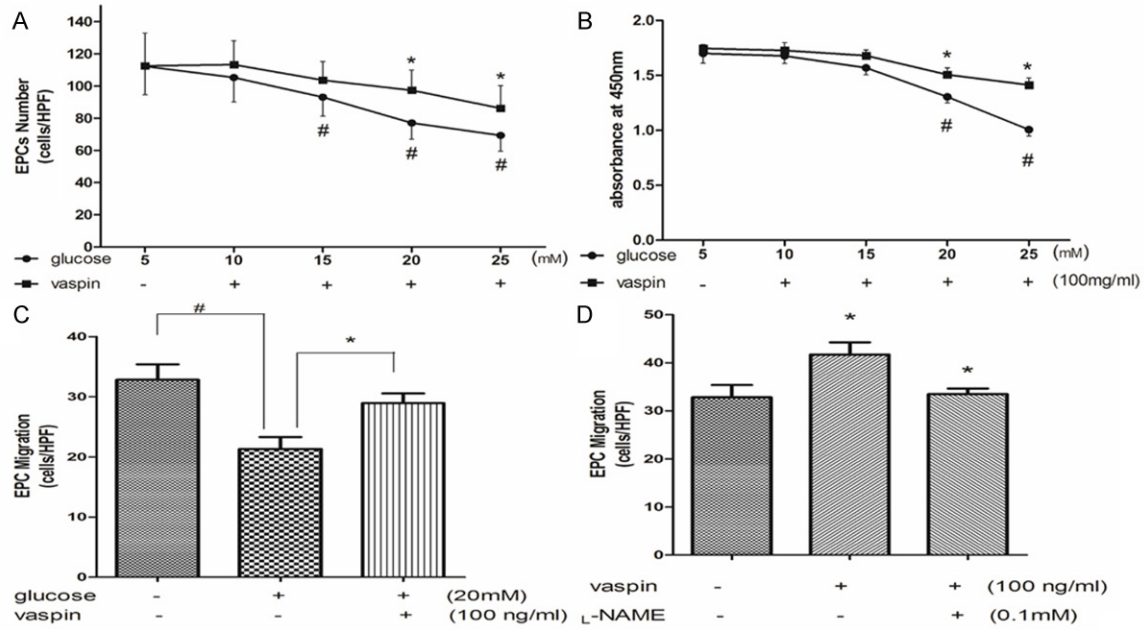 A
EPCs Number
(cells/HPF)
140
120
100
80
60
40
20
0
*
*
#
#
#
5 10 15 20 25 (mM)
glucose
vaspin - + + + +
B
absorbance at 450nm
2.0
1.5
1.0
0.5
0.0
*
*
#
#
5 10 15 20 25 (mM)
glucose
vaspin - + + + + (100mg/ml)
C
EPC Migration
(cells/HPF)
40
30
20
10
0
#
*
glucose - + + (20mM)
vaspin - - + (100 ng/ml)
D
EPC Migration
(cells/HPF)
50
40
30
20
10
0
*
*
vaspin - + + (100 ng/ml)
L-NAME - - + (0.1mM)